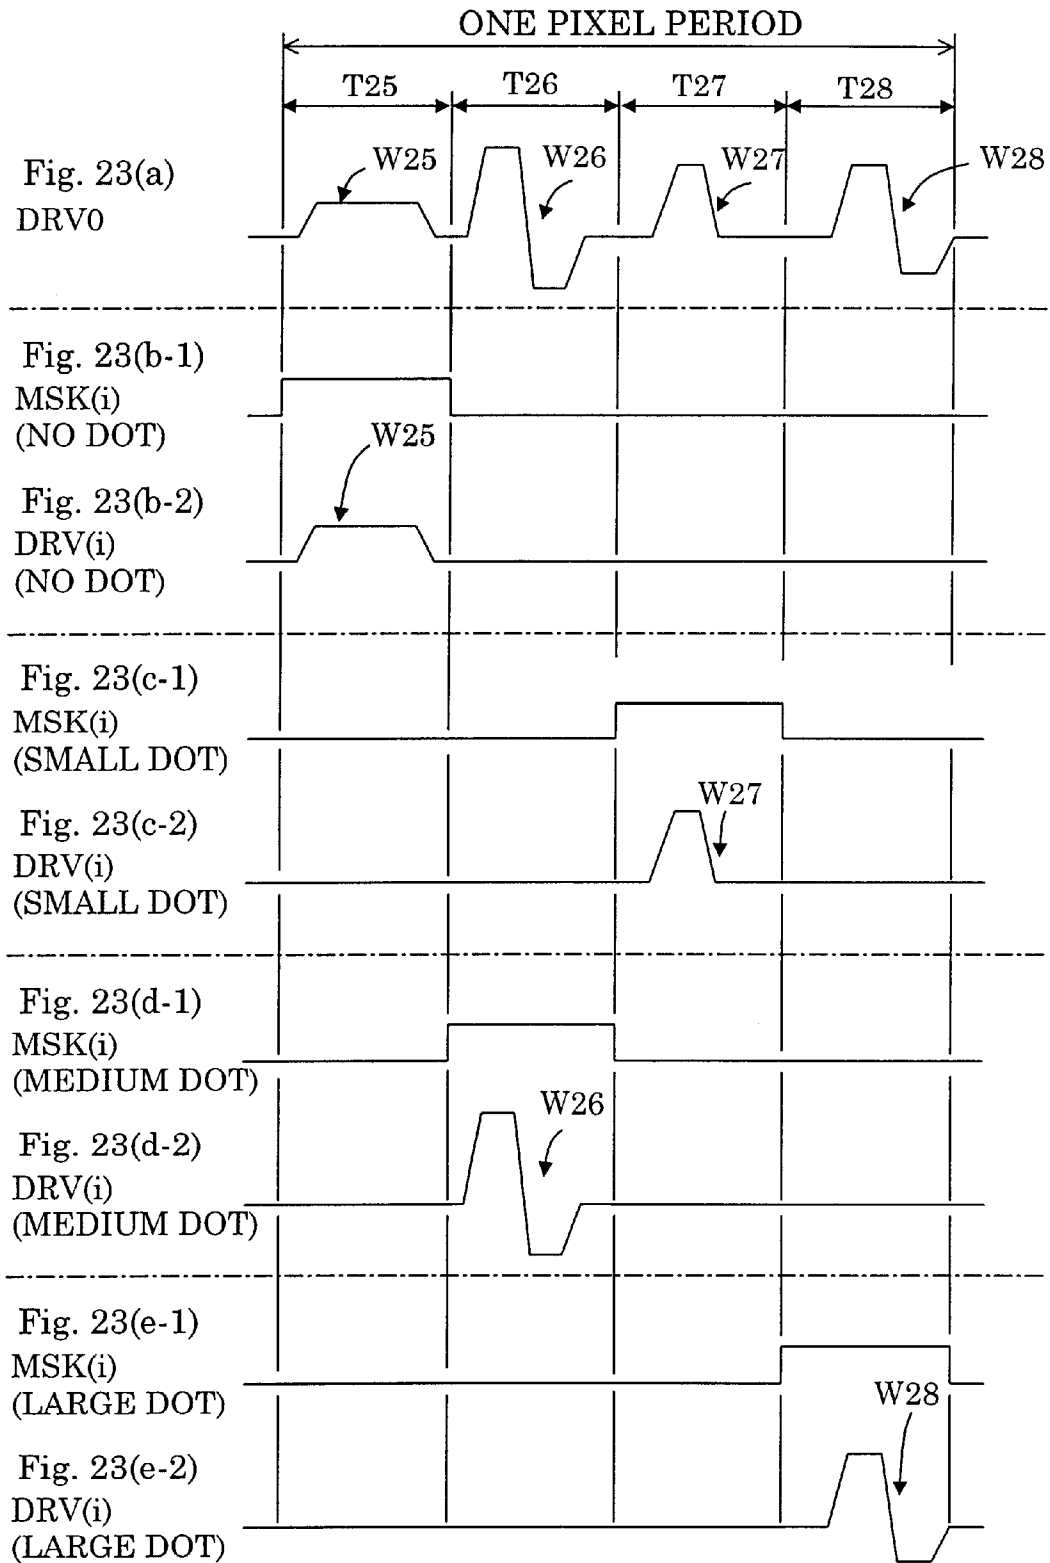 ONE PIXEL PERIOD
T25 T26 T27 T28
Fig. 23(a)
DRV0
W25 W26 W27 W28
Fig. 23(b-1)
MSK(i)
(NO DOT)
W25
Fig. 23(b-2)
DRV(i)
(NO DOT)
Fig. 23(c-1)
MSK(i)
(SMALL DOT)
W27
Fig. 23(c-2)
DRV(i)
(SMALL DOT)
Fig. 23(d-1)
MSK(i)
(MEDIUM DOT)
W26
Fig. 23(d-2)
DRV(i)
(MEDIUM DOT)
Fig. 23(e-1)
MSK(i)
(LARGE DOT)
W28
Fig. 23(e-2)
DRV(i)
(LARGE DOT)